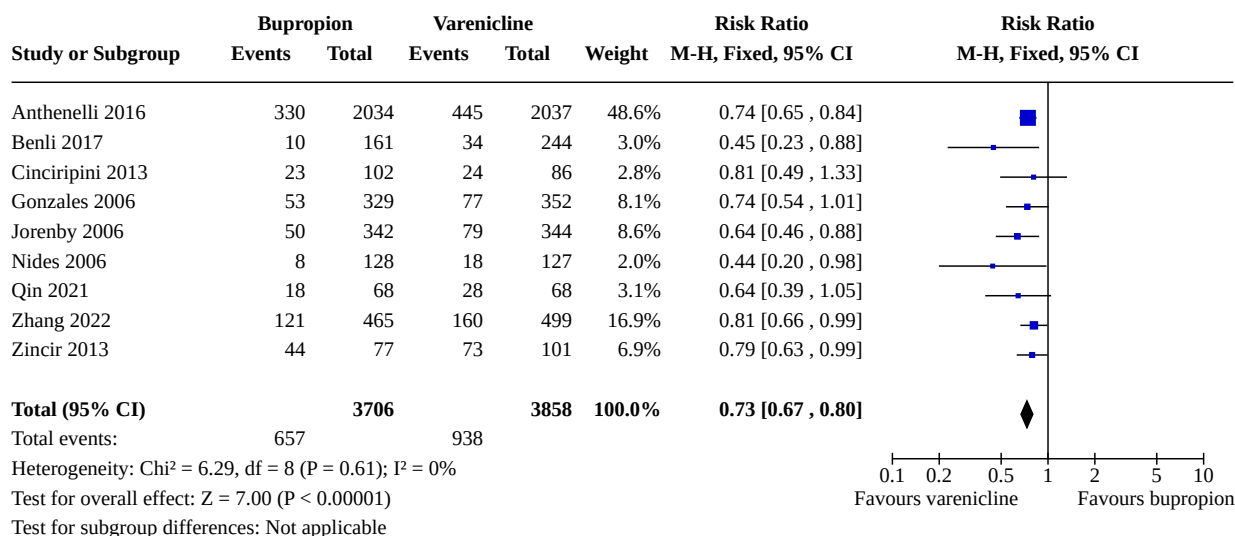 Bupropion Varenicline Risk Ratio Risk Ratio
Study or Subgroup Events Total Events Total Weight M-H, Fixed, 95% CI M-H, Fixed, 95% CI
Anthenelli 2016 330 2034 445 2037 48.6% 0.74 [0.65 , 0.84]
Benli 2017 10 161 34 244 3.0% 0.45 [0.23 , 0.88]
Cinciripini 2013 23 102 24 86 2.8% 0.81 [0.49 , 1.33]
Gonzales 2006 53 329 77 352 8.1% 0.74 [0.54 , 1.01]
Jorenby 2006 50 342 79 344 8.6% 0.64 [0.46 , 0.88]
Nides 2006 8 128 18 127 2.0% 0.44 [0.20 , 0.98]
Qin 2021 18 68 28 68 3.1% 0.64 [0.39 , 1.05]
Zhang 2022 121 465 160 499 16.9% 0.81 [0.66 , 0.99]
Zincir 2013 44 77 73 101 6.9% 0.79 [0.63 , 0.99]
Total (95% CI) 3706 3858 100.0% 0.73 [0.67 , 0.80]
Total events: 657 938
Heterogeneity: Chi² = 6.29, df = 8 (P = 0.61); I² = 0%
0.1 0.2 0.5 1 2 5 10
Test for overall effect: Z = 7.00 (P < 0.00001)
Favours varenicline Favours bupropion
Test for subgroup differences: Not applicable